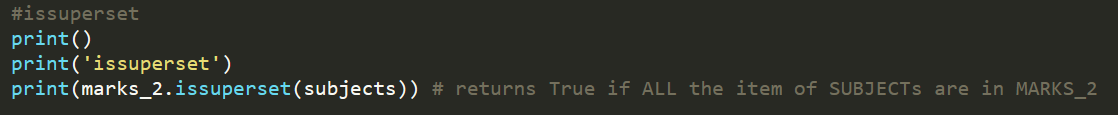 #issuperset
print()
print('issuperset')
print(marks_2.issuperset(subjects)) # returns True if ALL the item of SUBJECTs are in MARKS_2